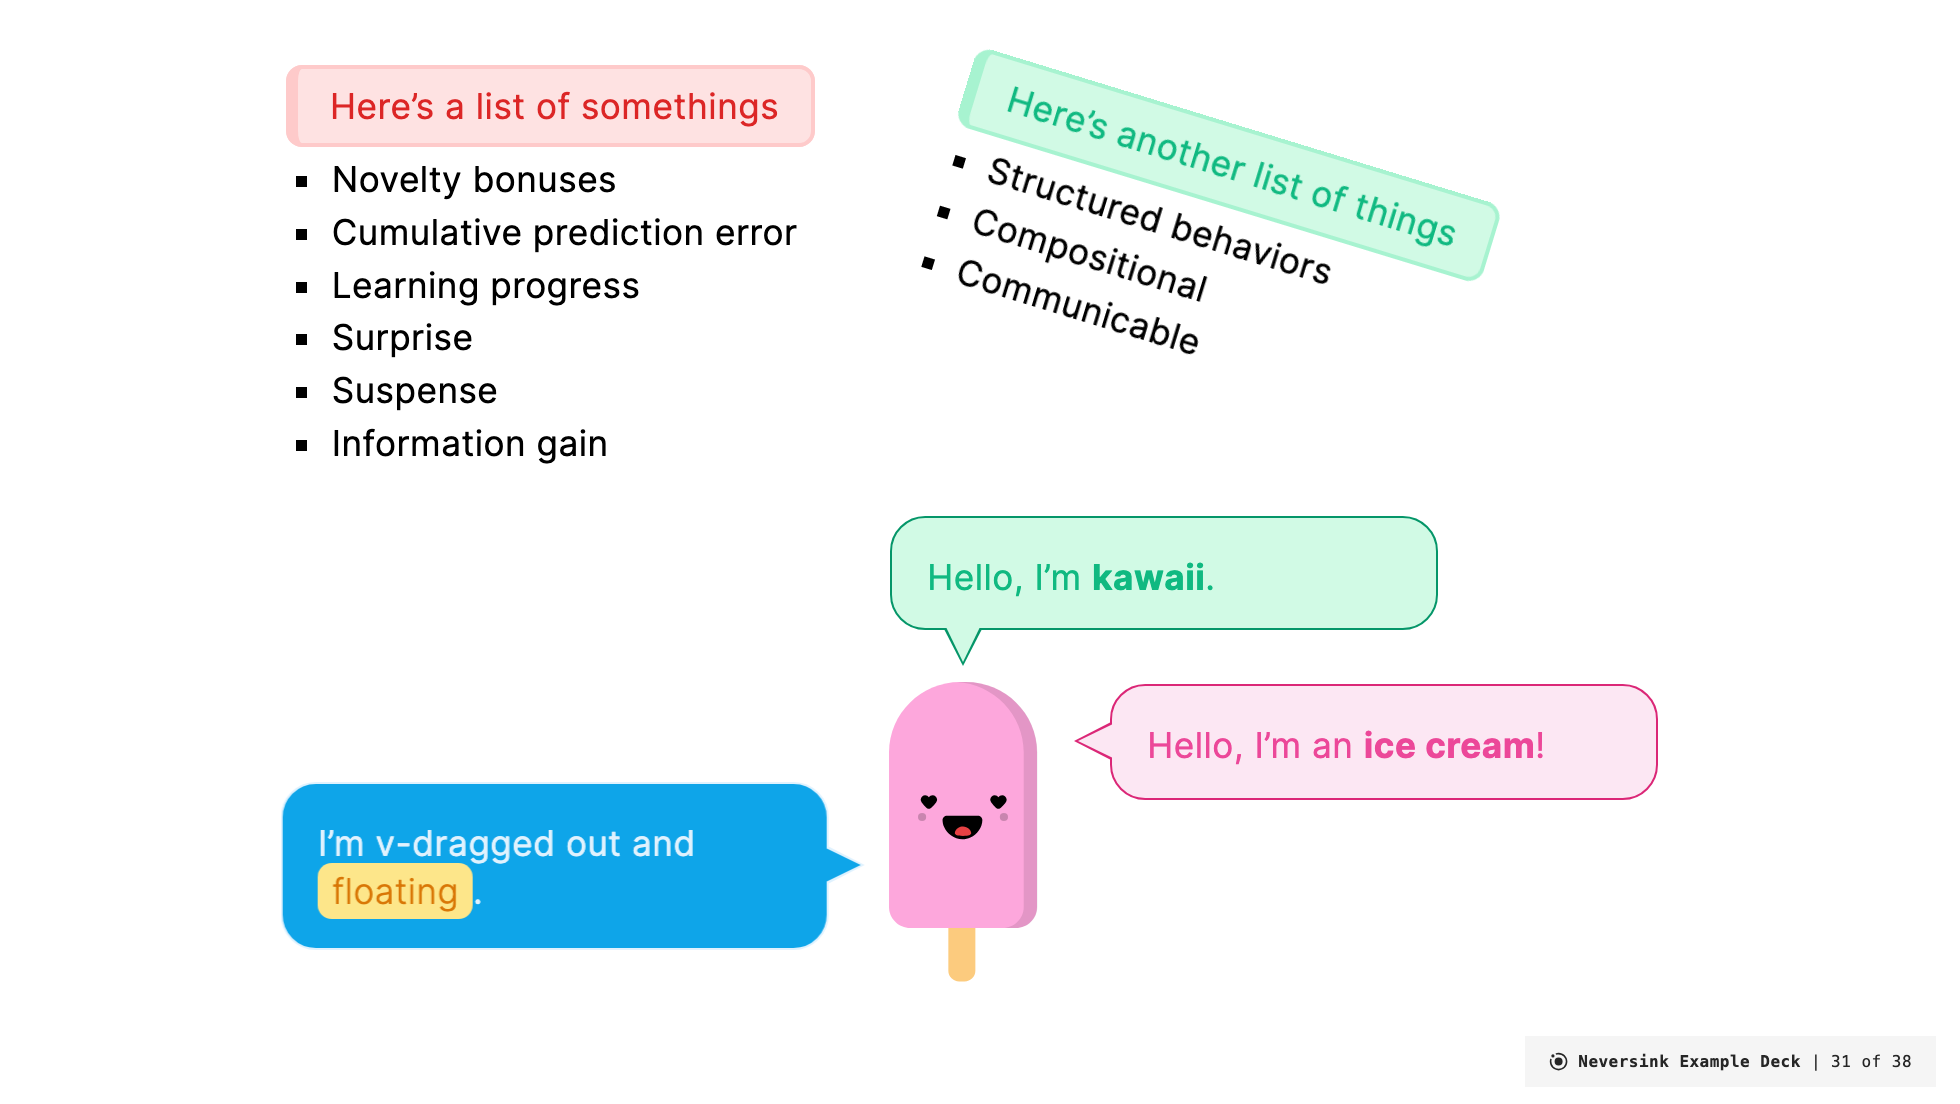 Here’s a list of somethings
Novelty bonuses
Cumulative prediction error
Learning progress
Surprise
Suspense
Information gain
Here’s another list of things
Structured behaviors
Compositional
Communicable
Hello, I’m kawaii.
Hello, I’m an ice cream!
I’m v-dragged out and
floating.
Neversink Example Deck | 31 of 38